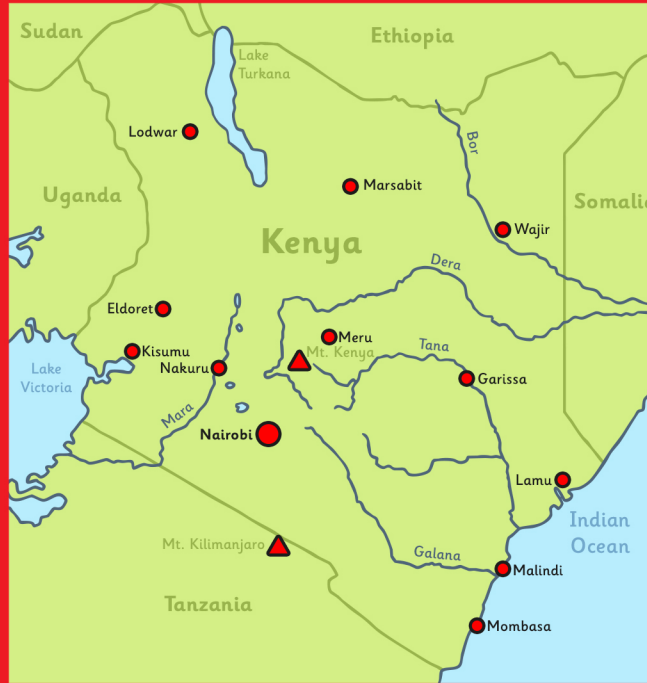 Sudan
Ethiopia
Lake
Turkana
Lodwar
Bor
Marsabit
Uganda
Somalia
Wajir
Kenya
Dera
Eldoret
Meru
Kisumu
Mt. Kenya
Tana
Lake
Victoria
Nakuru
Garissa
Mara
Nairobi
Lamu
Indian
Ocean
Mt. Kilimanjaro
Galana
Malindi
Tanzania
Mombasa